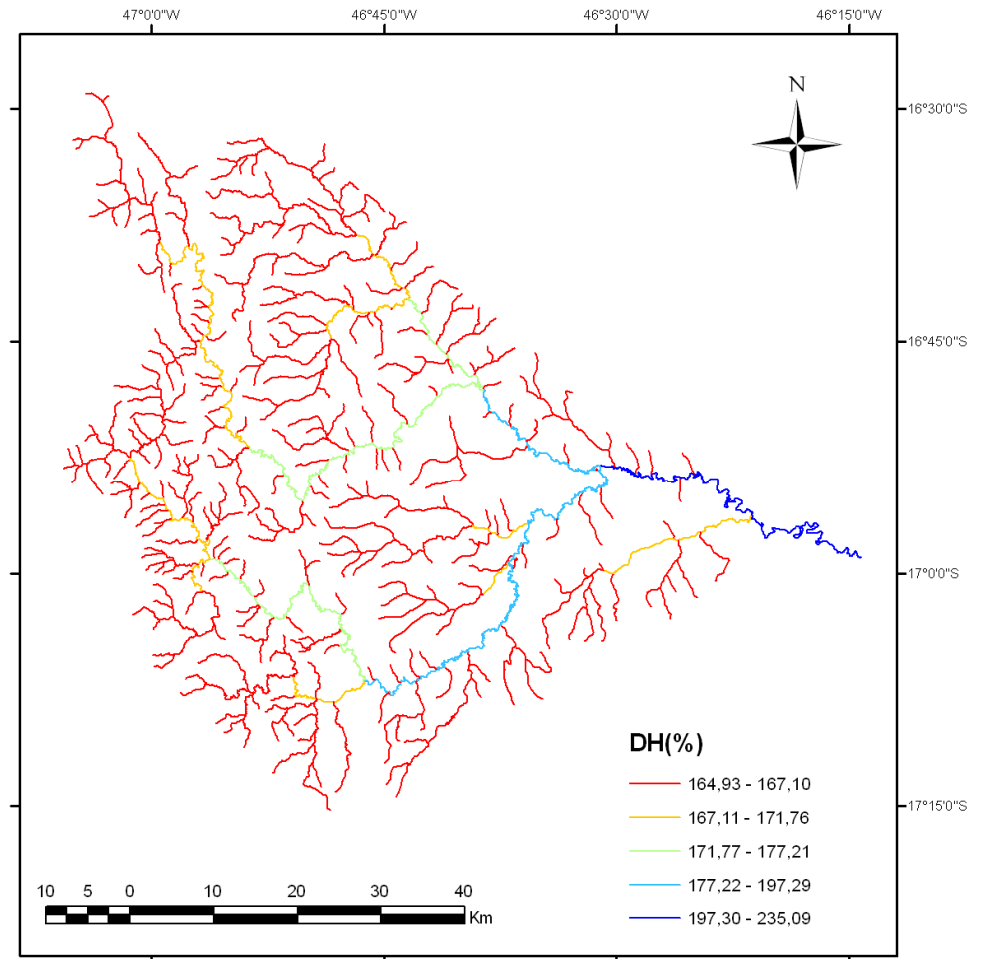 47°0'0"W 46°45'0"W 46°30'0"W 46°15'0"W
N
16°30'0"S
16°45'0"S
17°0'0"S
17°15'0"S
DH(%)
164,93 - 167,10
167,11 - 171,76
171,77 - 177,21
177,22 - 197,29
197,30 - 235,09
10 5 0 10 20 30 40
Km